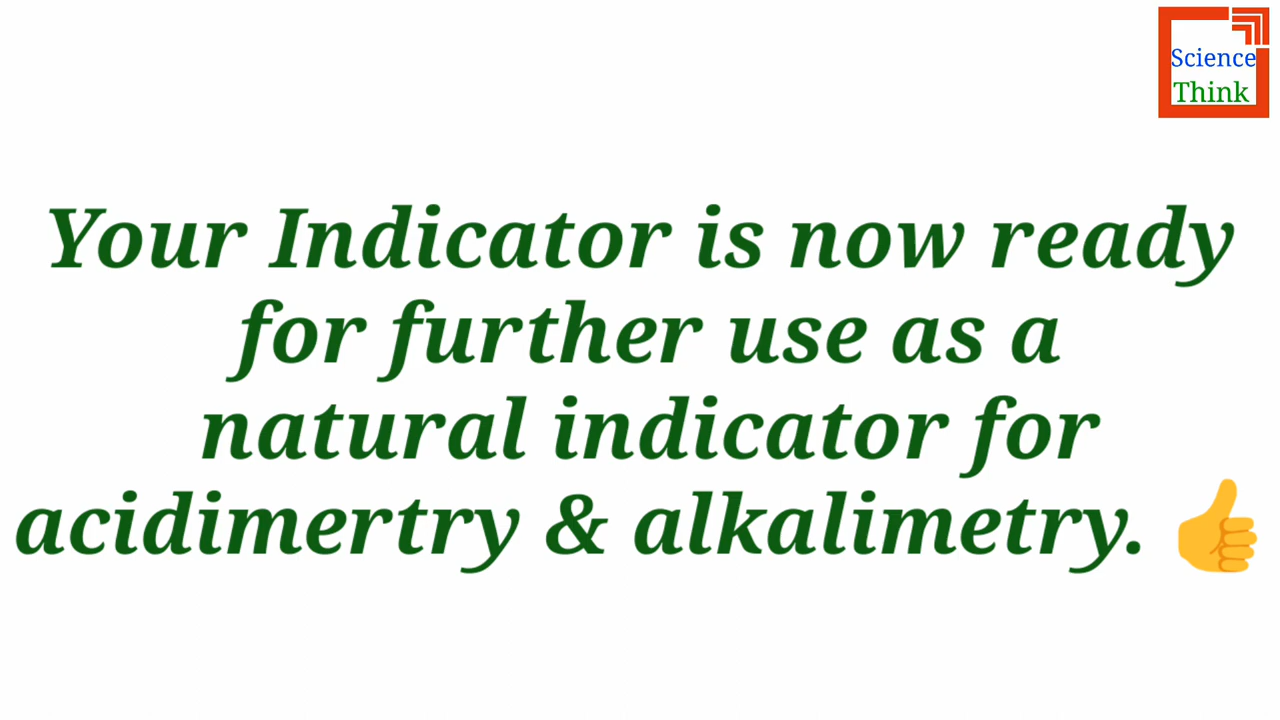 Science
Think
Your Indicator is now ready
for further use as a
natural indicator for
acidimertry & alkalimetry. 👍